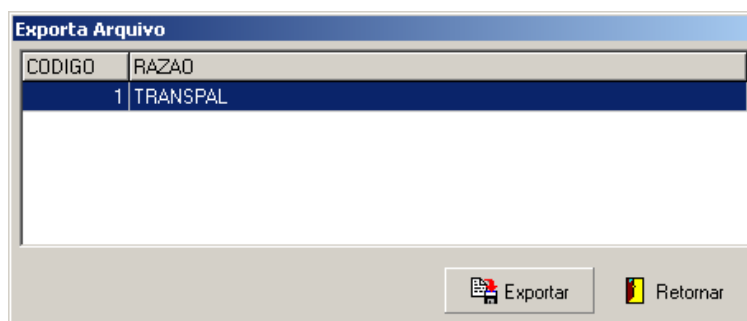 Exporta Arquivo
CODIGO RAZAO
1 TRANSPAL
Exportar Retornar